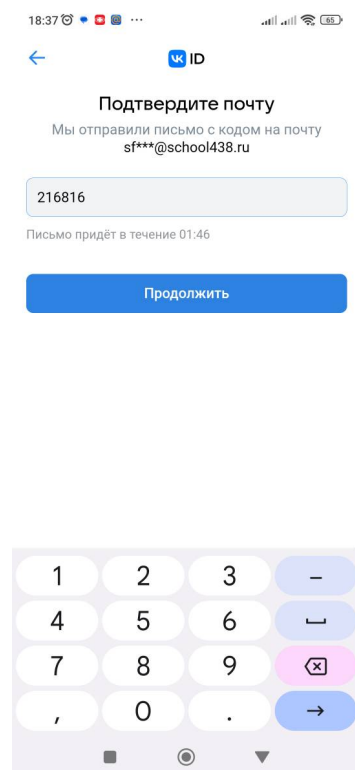 18:37
65
VK ID
Подтвердите почту
Мы отправили письмо с кодом на почту
sf***@school438.ru
216816
Письмо придёт в течение 01:46
Продолжить
1 2 3 –
4 5 6
7 8 9
, 0 . →